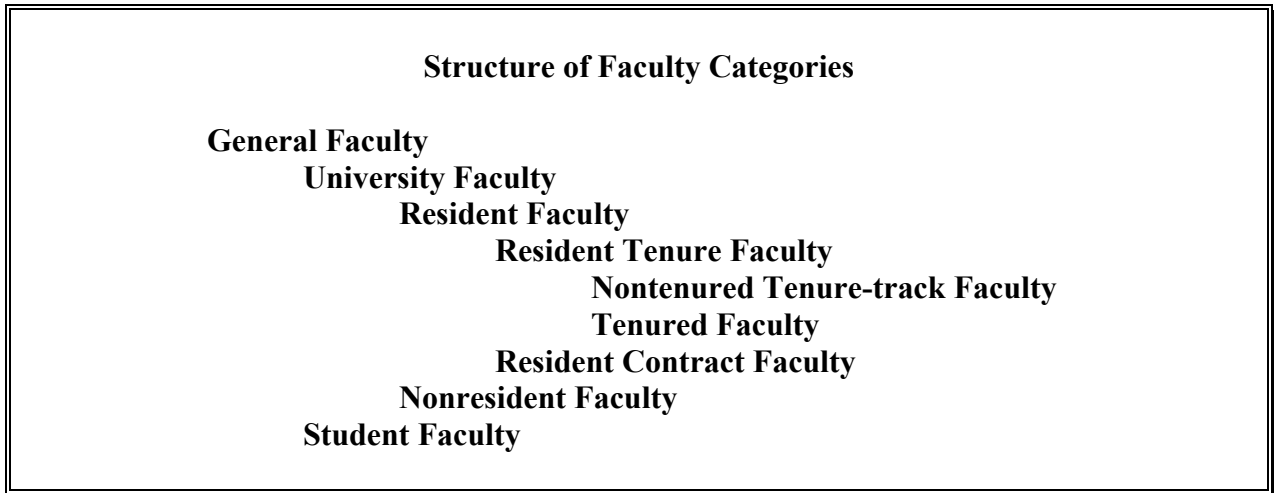 Structure of Faculty Categories
General Faculty
University Faculty
Resident Faculty
Resident Tenure Faculty
Nontenured Tenure-track Faculty
Tenured Faculty
Resident Contract Faculty
Nonresident Faculty
Student Faculty